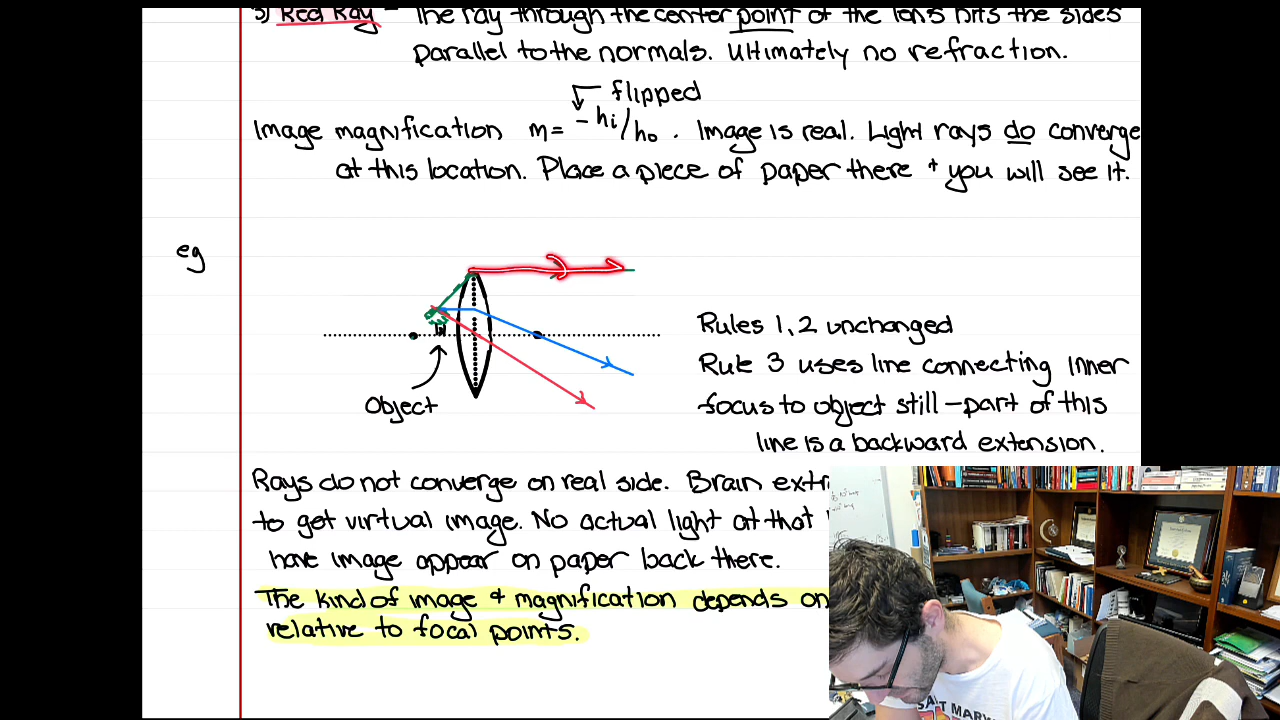 3) Red Ray - The ray through the center point of the lens hits the sides
parallel to the normals. Ultimately no refraction.
flipped
Image magnification m= -hi/ho. Image is real. Light rays do converge
at this location. Place a piece of paper there + you will see it.
eg
Object
Rules 1, 2 unchanged
Rule 3 uses line connecting inner
focus to object still - part of this
line is a backward extension.
Rays do not converge on real side. Brain extr
to get virtual image. No actual light at that
have image appear on paper back there.
The kind of image + magnification depends on
relative to focal points.